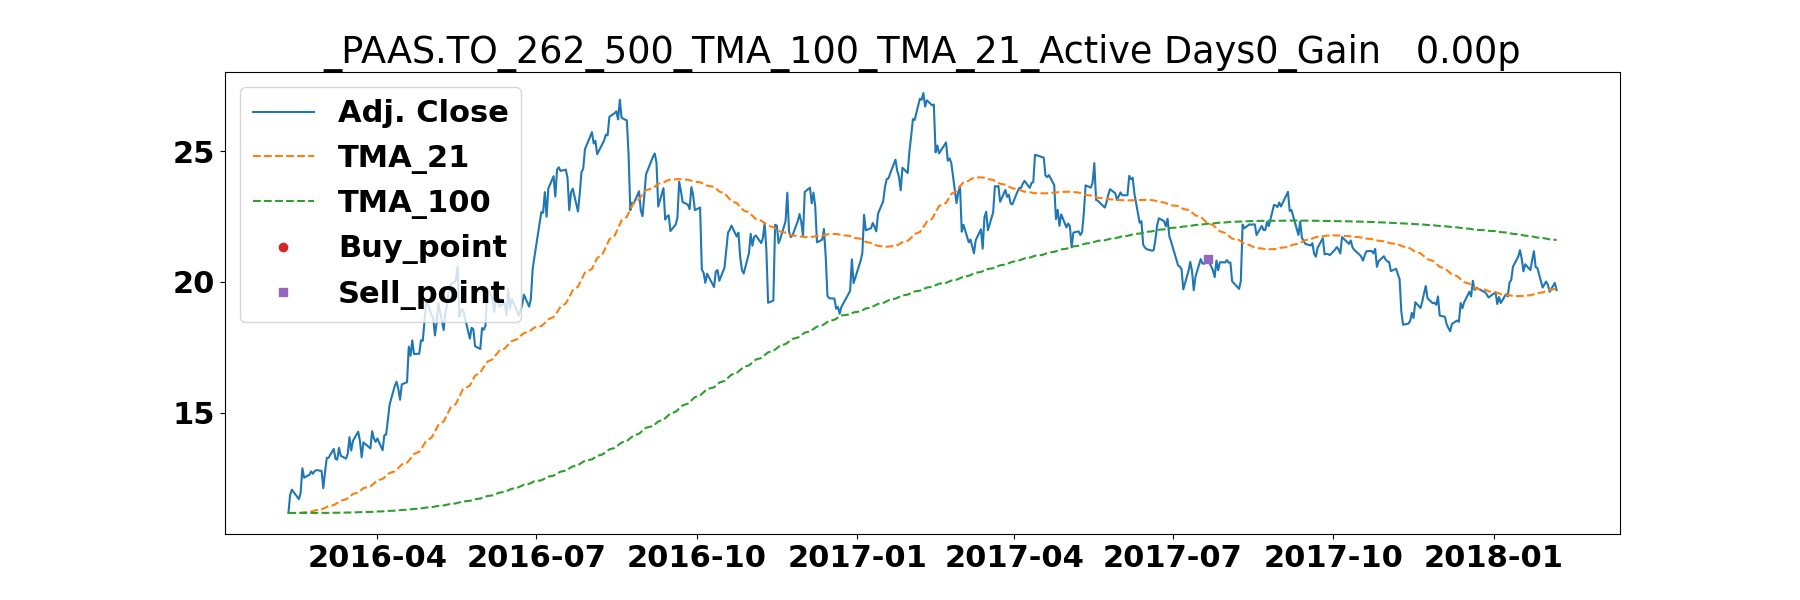 _PAAS.TO_262_500_TMA_100_TMA_21_Active Days0_Gain   0.00p
Adj. Close
TMA_21
TMA_100
Buy_point
Sell_point
25
20
15
2016-04 2016-07 2016-10 2017-01 2017-04 2017-07 2017-10 2018-01